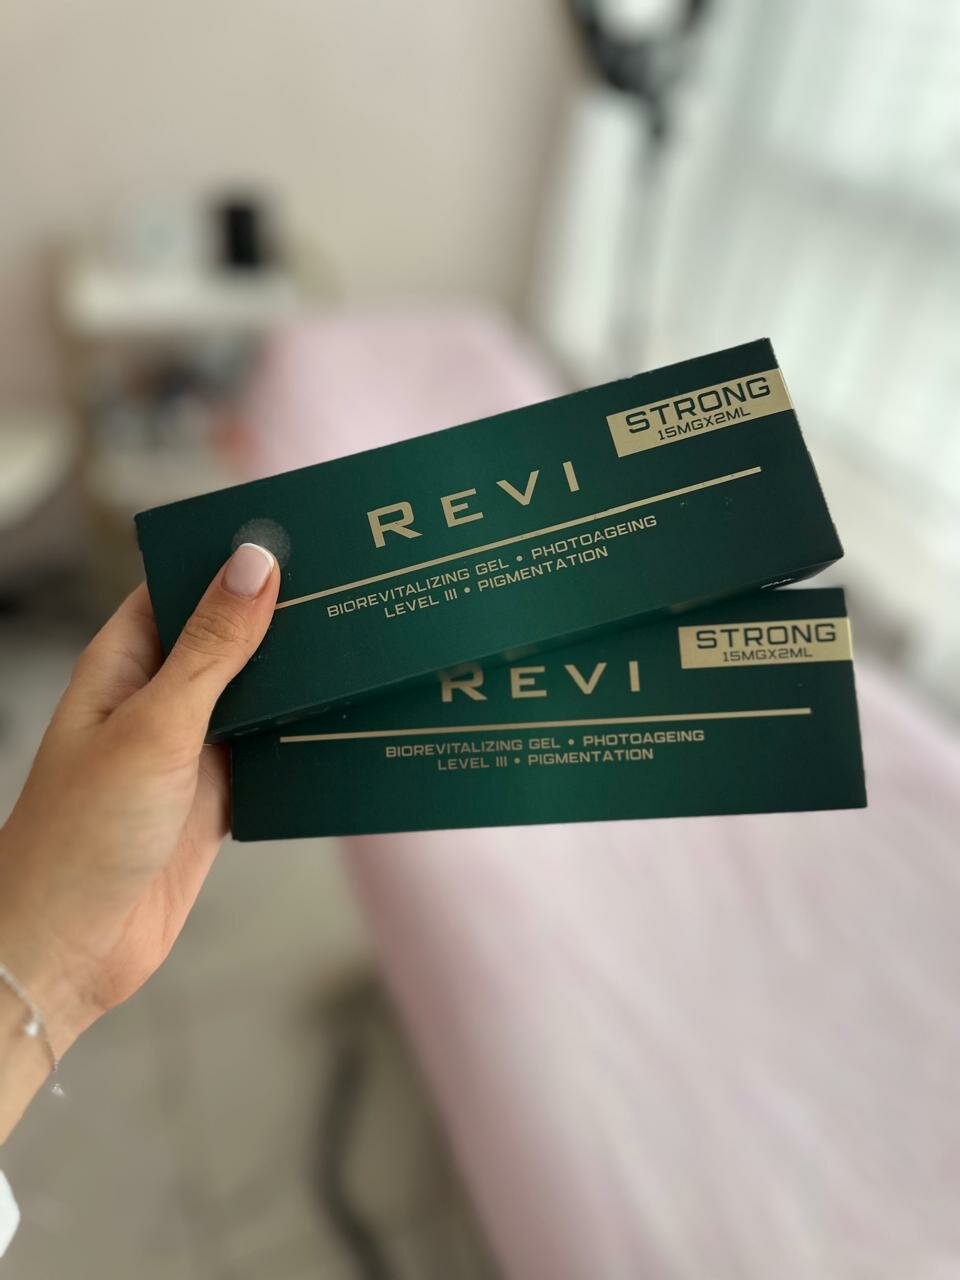 STRONG
15MGX2ML
REVI
BIOREVITALIZING GEL • PHOTOAGEING
LEVEL III • PIGMENTATION
STRONG
15MGX2ML
REVI
BIOREVITALIZING GEL • PHOTOAGEING
LEVEL III • PIGMENTATION